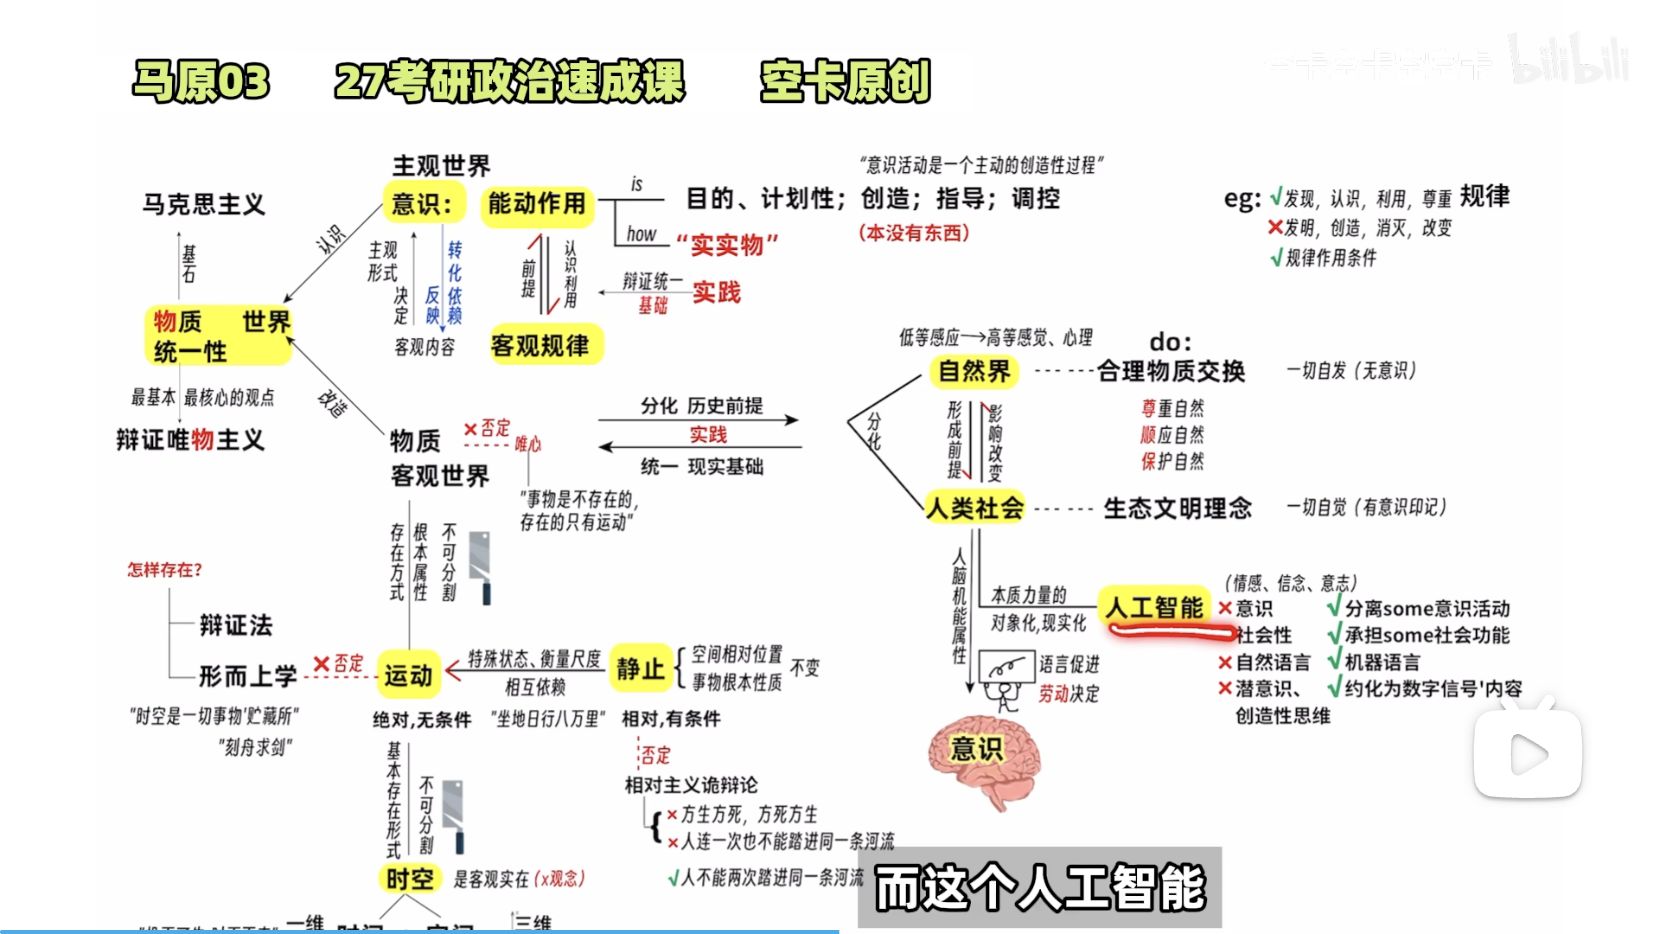 马原03 27考研政治速成课 空卡原创
bilibili
主观世界
意识：
能动作用
is
目的、计划性；创造；指导；调控
“意识活动是一个主动的创造性过程”
（本没有东西）
how
“实实物”
eg: √发现，认识，利用，尊重 规律
×发明，创造，消灭，改变
√规律作用条件
马克思主义
基石
认识
主观形式
决定
反映
转化
依赖
客观内容
前提
认识利用
辩证统一
基础
实践
客观规律
物质 世界
统一性
最基本 最核心的观点
辩证唯物主义
改造
物质
客观世界
×否定
唯心
"事物是不存在的,
存在的只有运动"
分化 历史前提
实践
统一 现实基础
分化
低等感应→高等感觉、心理
自然界
do:
合理物质交换
一切自发（无意识）
形成前提
影响改变
尊重自然
顺应自然
保护自然
人类社会
生态文明理念
一切自觉（有意识印记）
人脑机能属性
本质力量的
对象化,现实化
人工智能
（情感、信念、意志）
×意识 √分离some意识活动
社会性 √承担some社会功能
×自然语言 √机器语言
×潜意识、 √约化为数字信号'内容
创造性思维
语言促进
劳动决定
意识
存在方式
根本属性
不可分割
怎样存在?
辩证法
形而上学
×否定
"时空是一切事物'贮藏所"
"刻舟求剑"
运动
特殊状态、衡量尺度
相互依赖
静止
空间相对位置
事物根本性质
不变
绝对,无条件
"坐地日行八万里"
相对,有条件
否定
相对主义诡辩论
×方生方死，方死方生
×人连一次也不能踏进同一条河流
√人不能两次踏进同一条河流
基本存在形式
不可分割
时空
是客观实在(x观念)
一维
时间
空间
三维
而这个人工智能